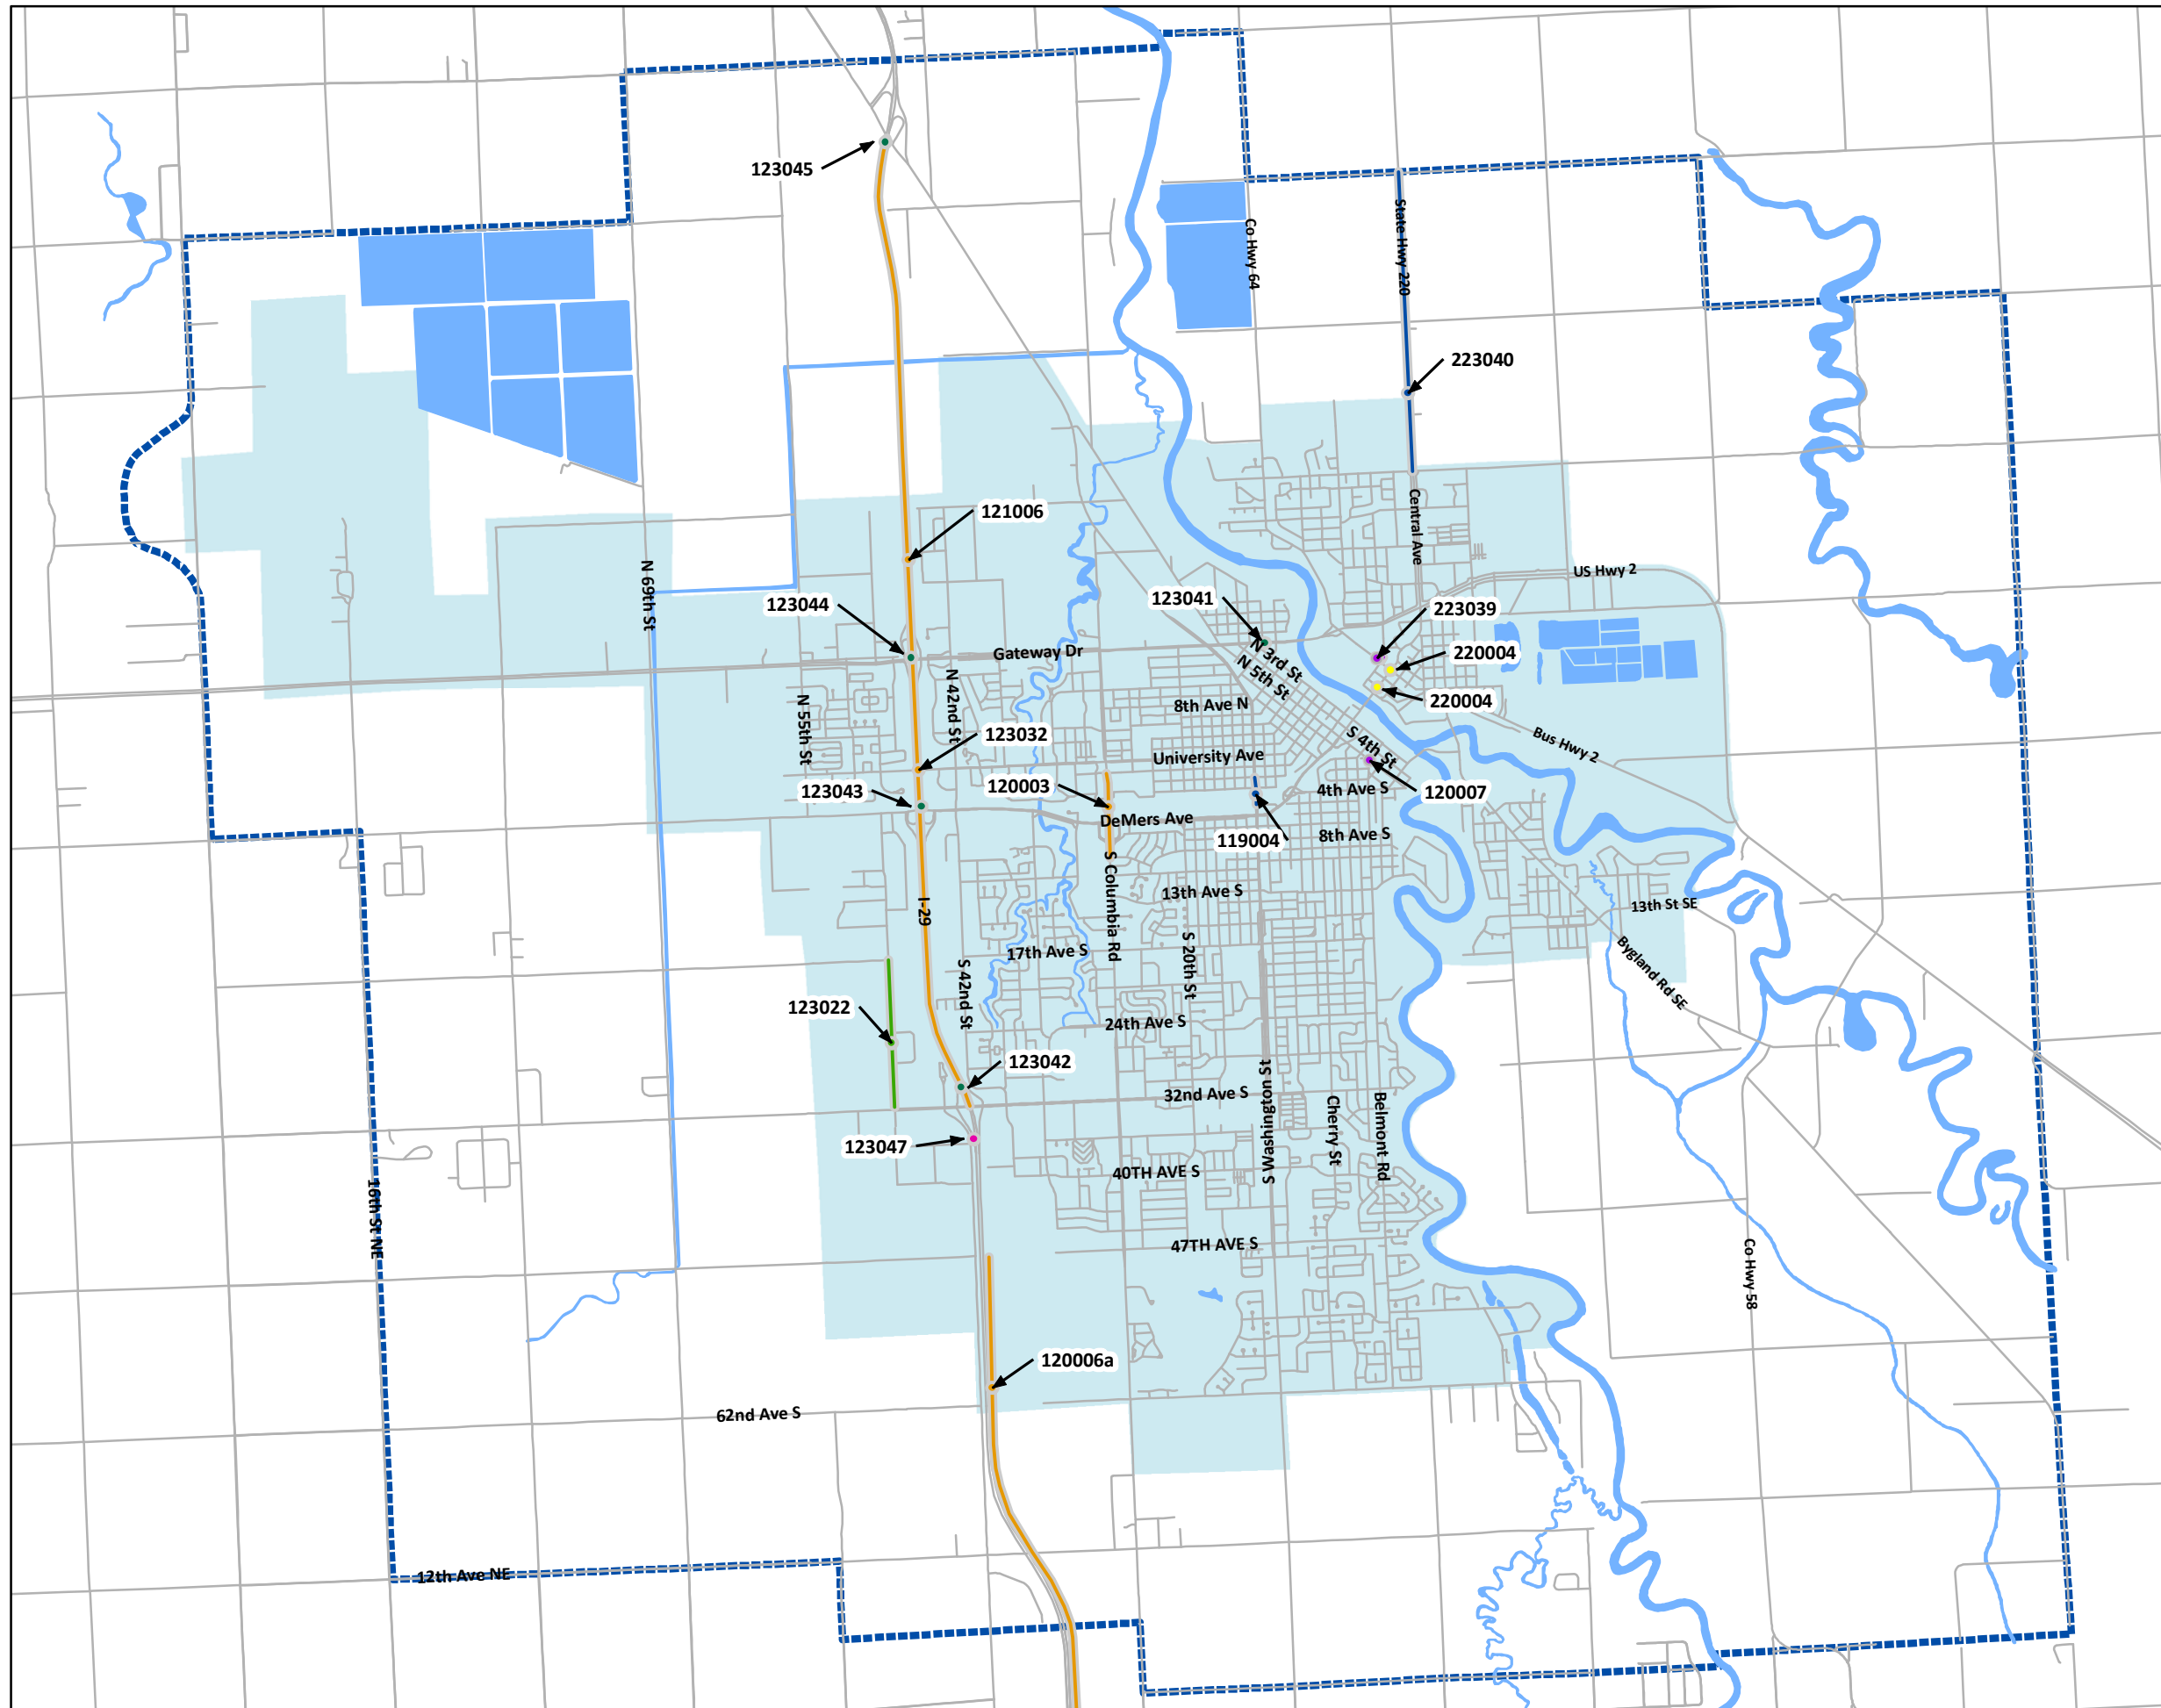 123045
Co Hwy 64
State Hwy 220
223040
121006
Central Ave
N 69th St
US Hwy 2
123044
123041
223039
Gateway Dr
N 3rd St
220004
N 5th St
N 42nd St
N 55th St
8th Ave N
220004
123032
S 4th St
Bus Hwy 2
University Ave
120003
123043
4th Ave S
120007
DeMers Ave
119004
8th Ave S
S Columbia Rd
13th Ave S
I-29
13th St SE
17th Ave S
S 20th St
S 42nd St
Bygland Rd SE
123022
24th Ave S
123042
32nd Ave S
S Washington St
Cherry St
Belmont Rd
123047
40TH AVE S
16th St NE
47TH AVE S
Co Hwy 58
120006a
62nd Ave S
12th Ave NE